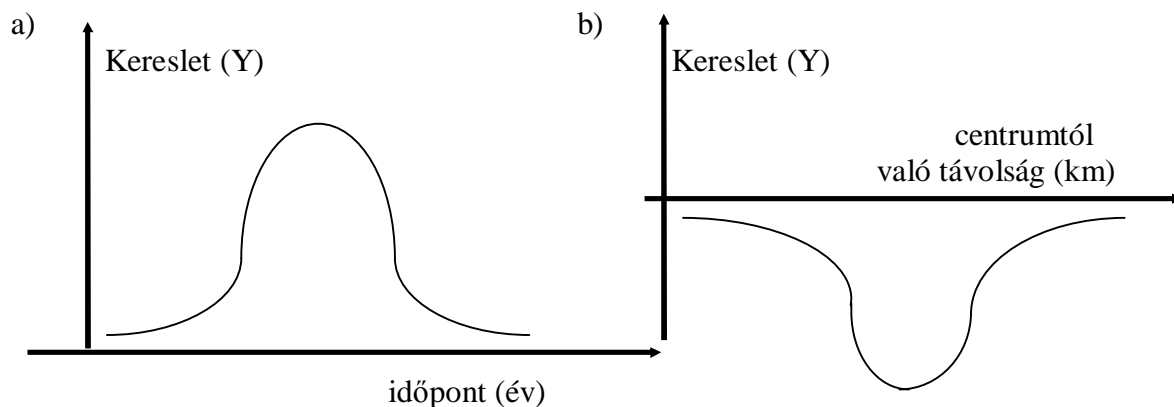 a)
Kereslet (Y)
időpont (év)
b)
Kereslet (Y)
centrumtól
való távolság (km)